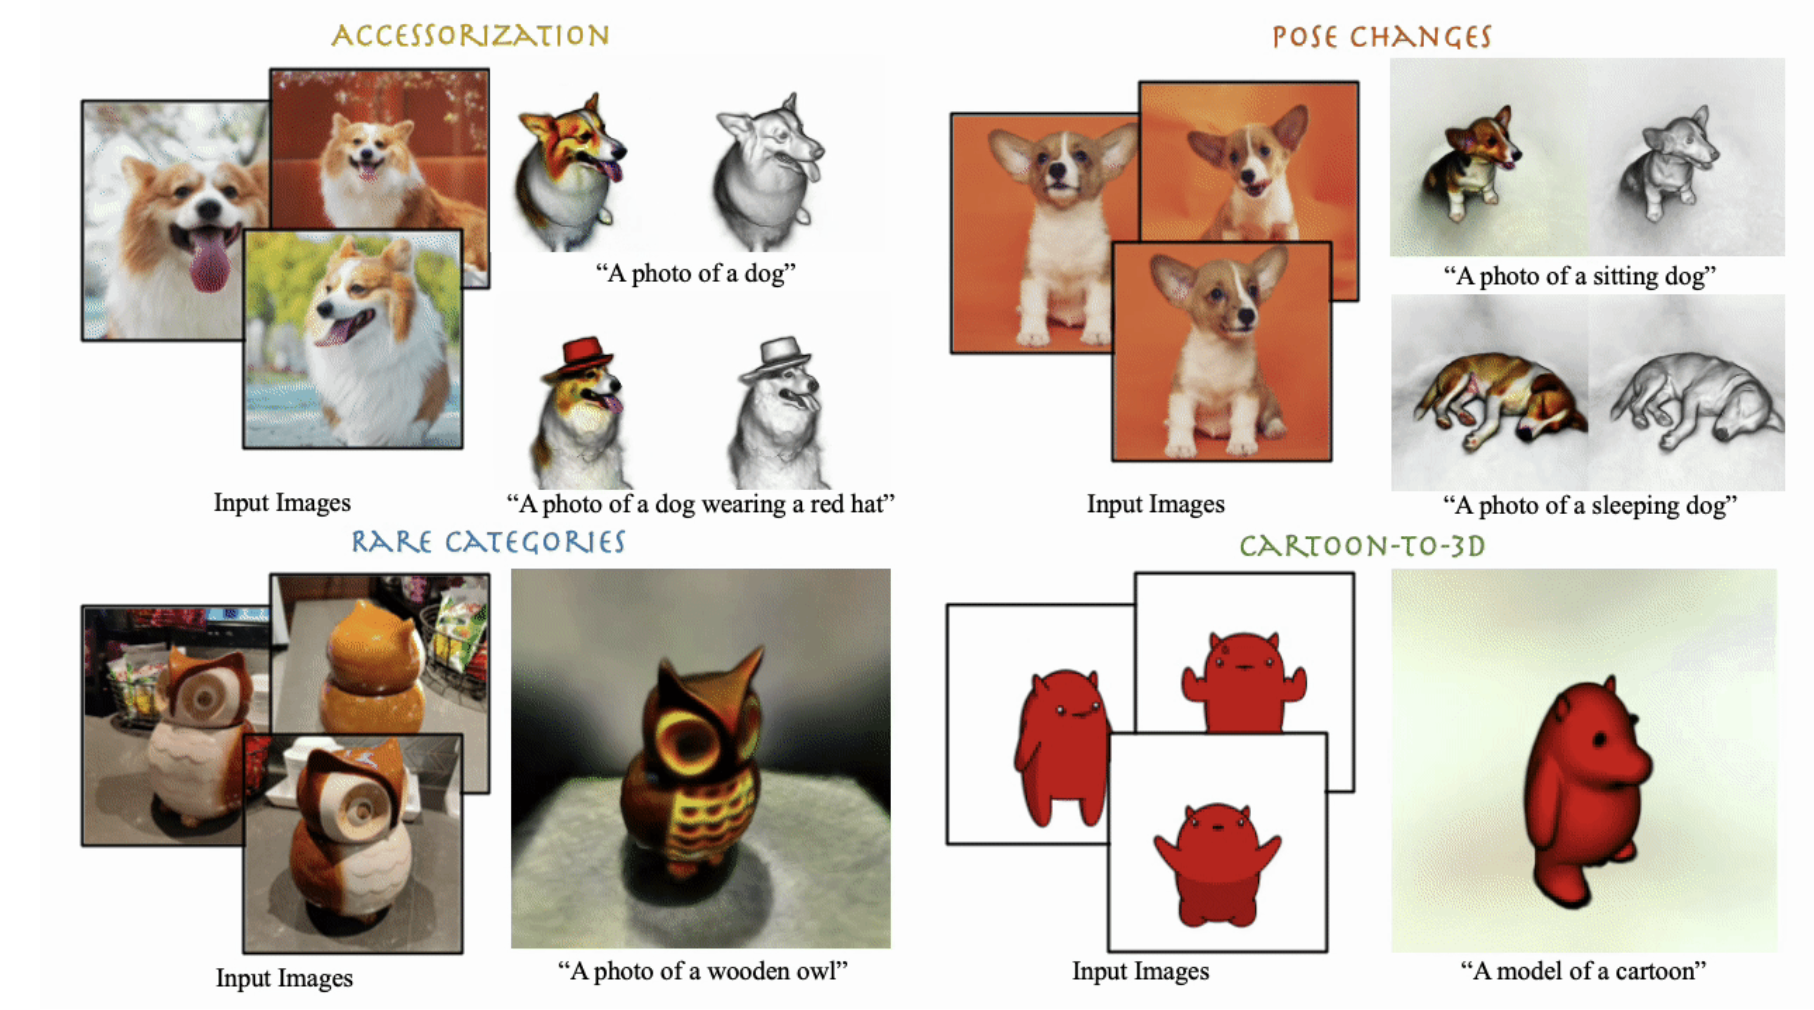 ACCESSORIZATION
“A photo of a dog”
“A photo of a dog wearing a red hat”
Input Images
POSE CHANGES
“A photo of a sitting dog”
“A photo of a sleeping dog”
Input Images
RARE CATEGORIES
“A photo of a wooden owl”
Input Images
CARTOON-TO-3D
Input Images
“A model of a cartoon”